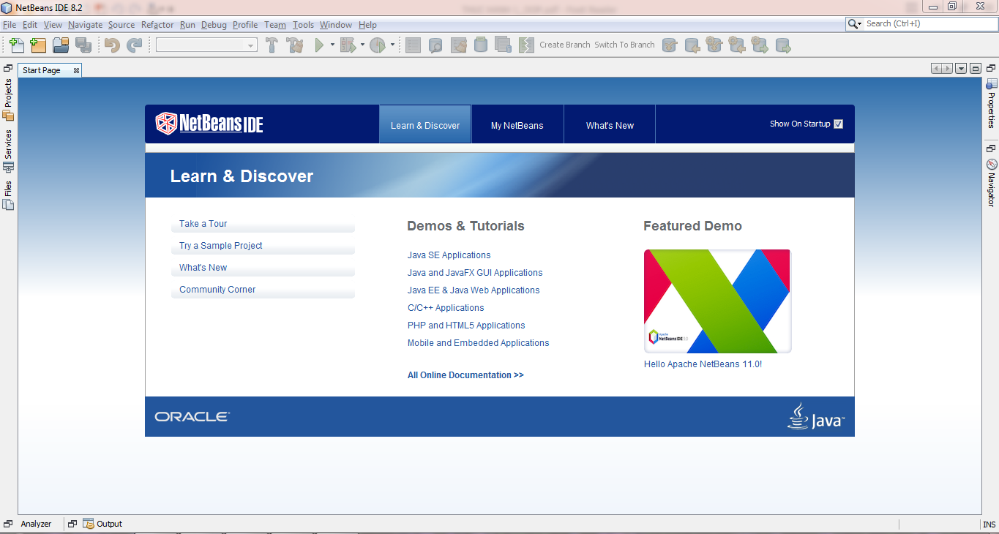 NetBeans IDE 8.2
File Edit View Navigate Source Refactor Run Debug Profile Team Tools Window Help
Search (Ctrl+I)
Create Branch Switch To Branch
Start Page
Projects
Services
Files
Properties
Navigator
NetBeans IDE
Learn & Discover
My NetBeans
What's New
Show On Startup
Learn & Discover
Take a Tour
Try a Sample Project
What's New
Community Corner
Demos & Tutorials
Java SE Applications
Java and JavaFX GUI Applications
Java EE & Java Web Applications
C/C++ Applications
PHP and HTML5 Applications
Mobile and Embedded Applications
All Online Documentation >>
Featured Demo
Apache
NetBeans IDE
Hello Apache NetBeans 11.0!
ORACLE
Java™
Analyzer
Output
INS